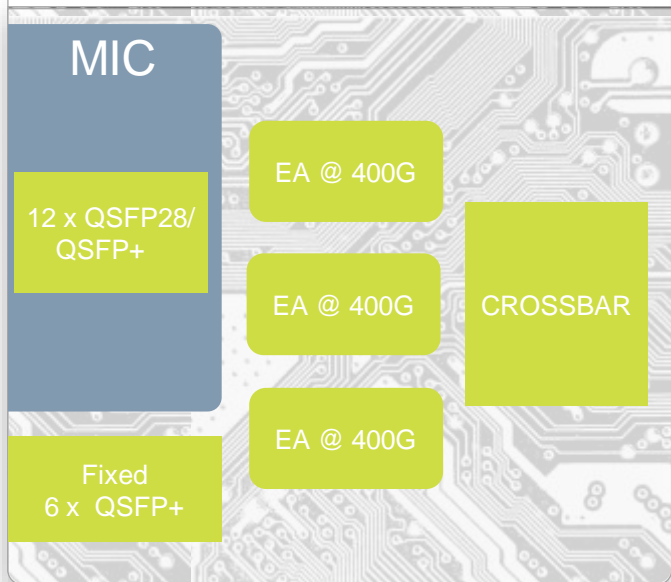 MIC
12 x QSFP28/
QSFP+
Fixed
6 x QSFP+
EA @ 400G
EA @ 400G
EA @ 400G
CROSSBAR